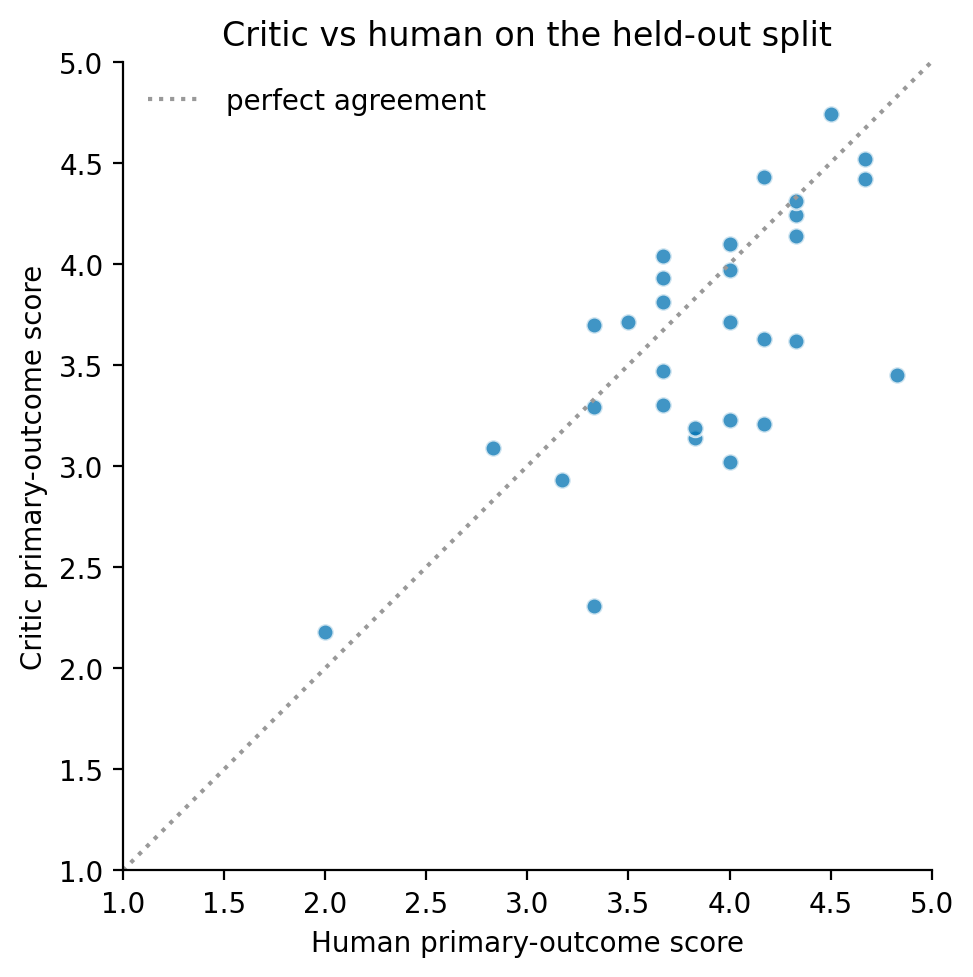 Critic vs human on the held-out split
perfect agreement
Critic primary-outcome score
5.0
4.5
4.0
3.5
3.0
2.5
2.0
1.5
1.0
1.0 1.5 2.0 2.5 3.0 3.5 4.0 4.5 5.0
Human primary-outcome score